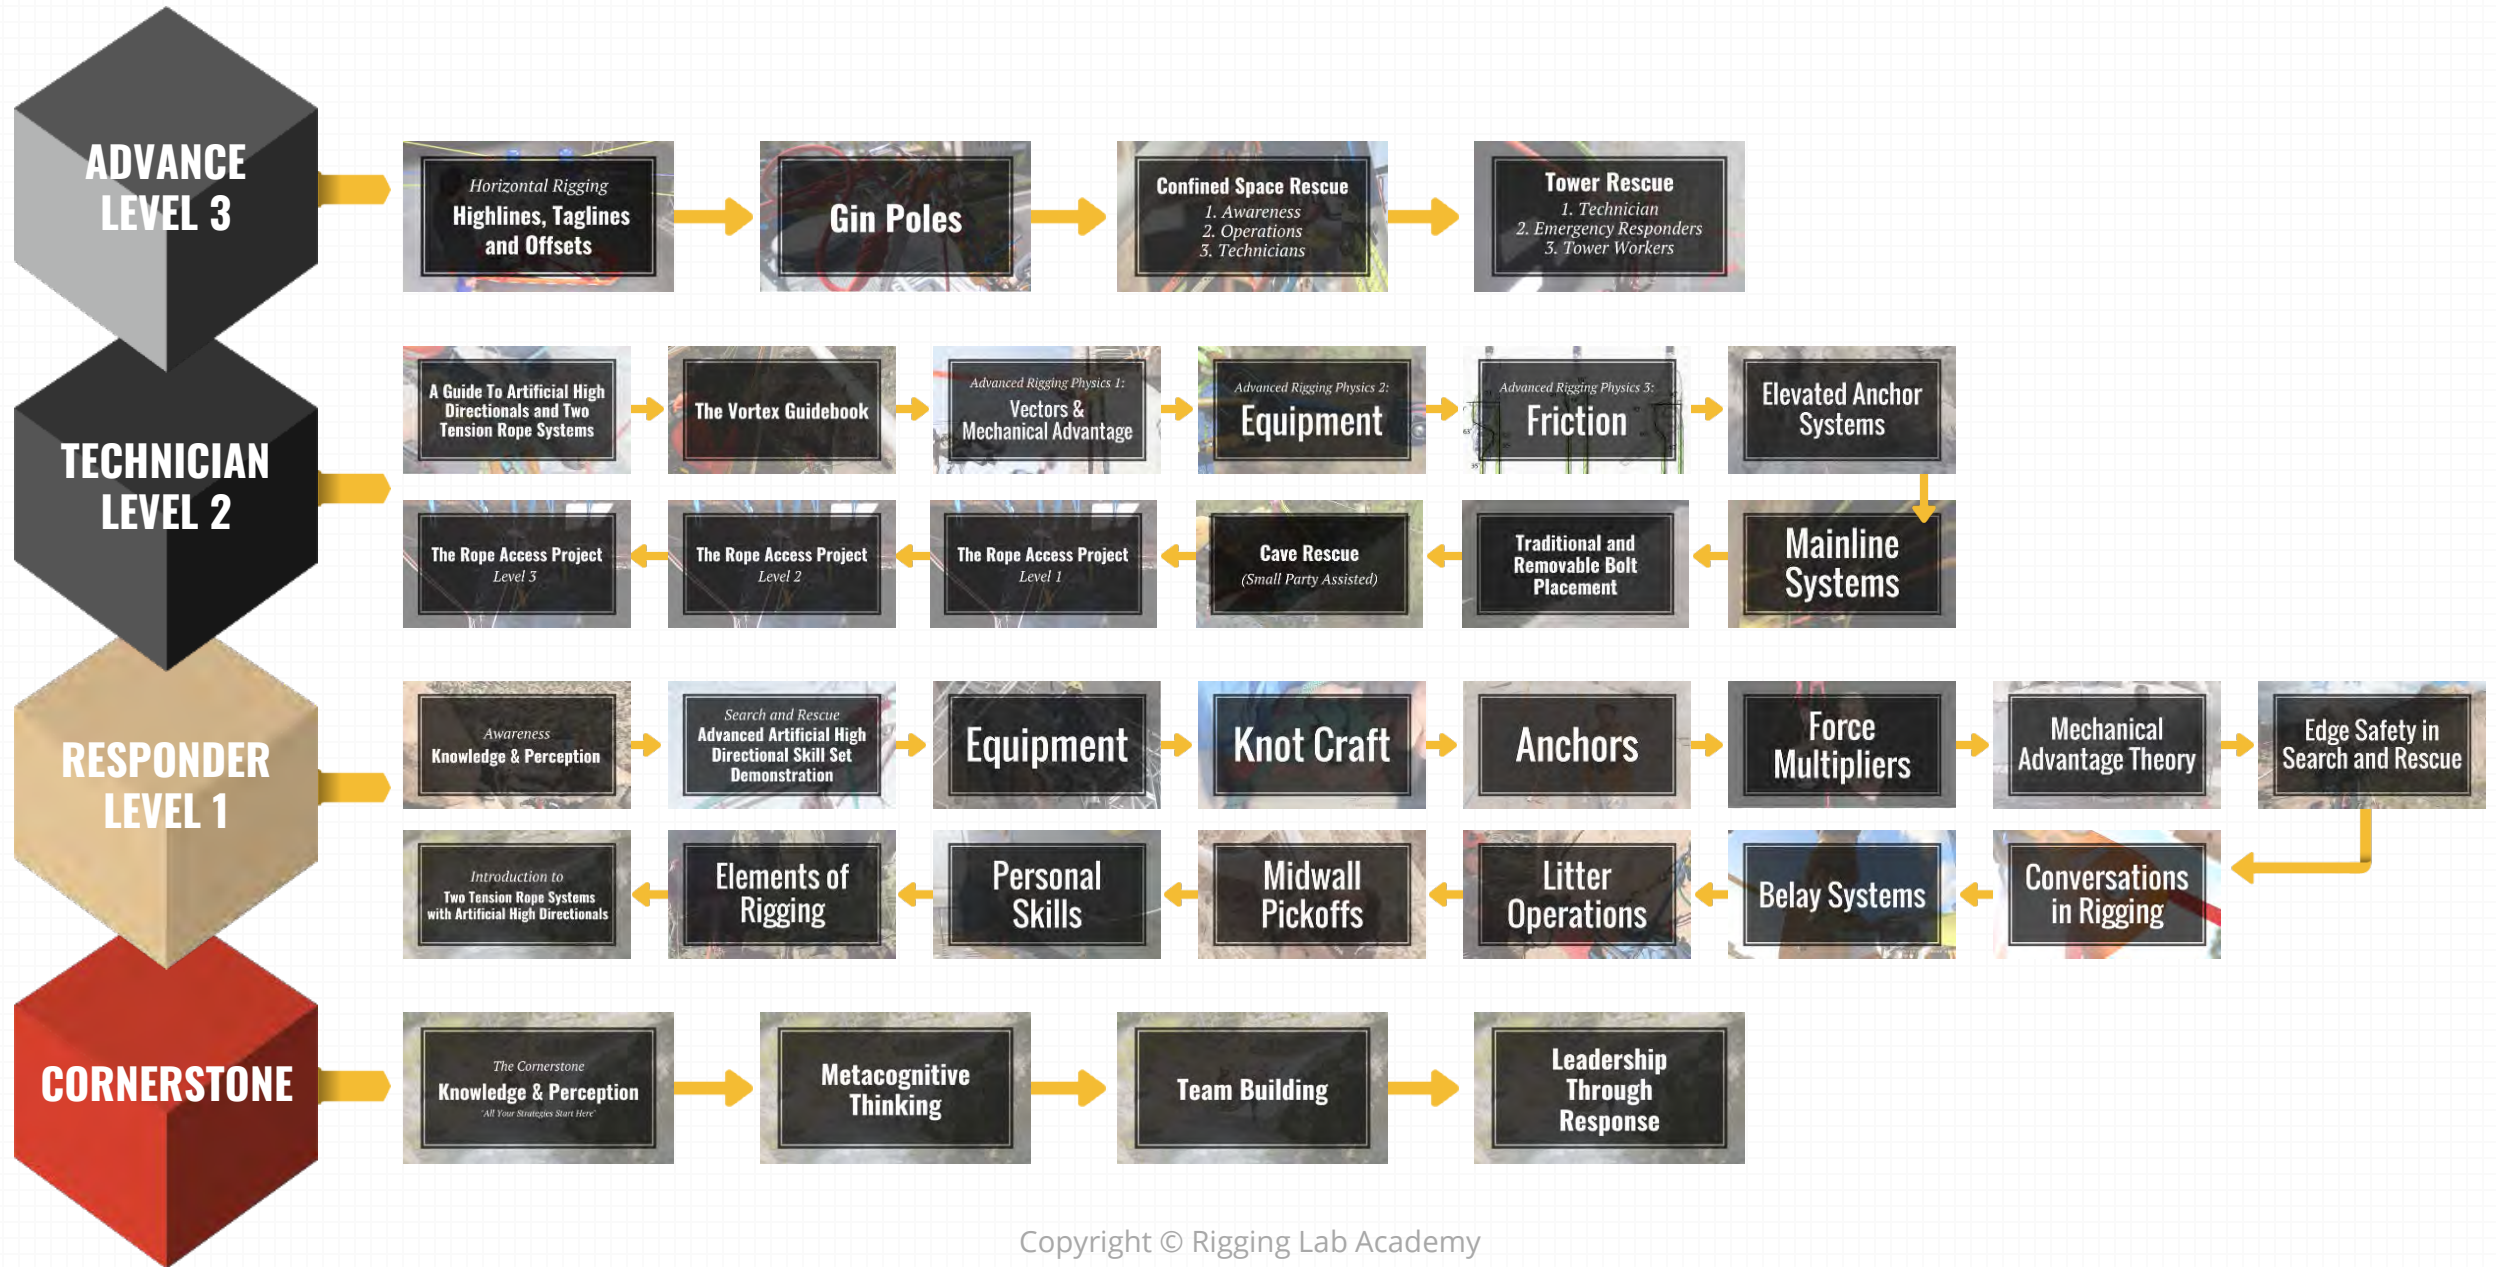 ADVANCE
LEVEL 3
Horizontal Rigging
Highlines, Taglines
and Offsets
Gin Poles
Confined Space Rescue
1. Awareness
2. Operations
3. Technicians
Tower Rescue
1. Technician
2. Emergency Responders
3. Tower Workers
TECHNICIAN
LEVEL 2
A Guide To Artificial High
Directionals and Two
Tension Rope Systems
The Vortex Guidebook
Advanced Rigging Physics 1:
Vectors &
Mechanical Advantage
Advanced Rigging Physics 2:
Equipment
Advanced Rigging Physics 3:
Friction
Elevated Anchor
Systems
Mainline
Systems
Traditional and
Removable Bolt
Placement
Cave Rescue
(Small Party Assisted)
The Rope Access Project
Level 1
The Rope Access Project
Level 2
The Rope Access Project
Level 3
RESPONDER
LEVEL 1
Awareness
Knowledge & Perception
Search and Rescue
Advanced Artificial High
Directional Skill Set
Demonstration
Equipment
Knot Craft
Anchors
Force
Multipliers
Mechanical
Advantage Theory
Edge Safety in
Search and Rescue
Conversations
in Rigging
Belay Systems
Litter
Operations
Midwall
Pickoffs
Personal
Skills
Elements of
Rigging
Introduction to
Two Tension Rope Systems
with Artificial High Directionals
CORNERSTONE
The Cornerstone
Knowledge & Perception
"All Your Strategies Start Here"
Metacognitive
Thinking
Team Building
Leadership
Through
Response
Copyright © Rigging Lab Academy